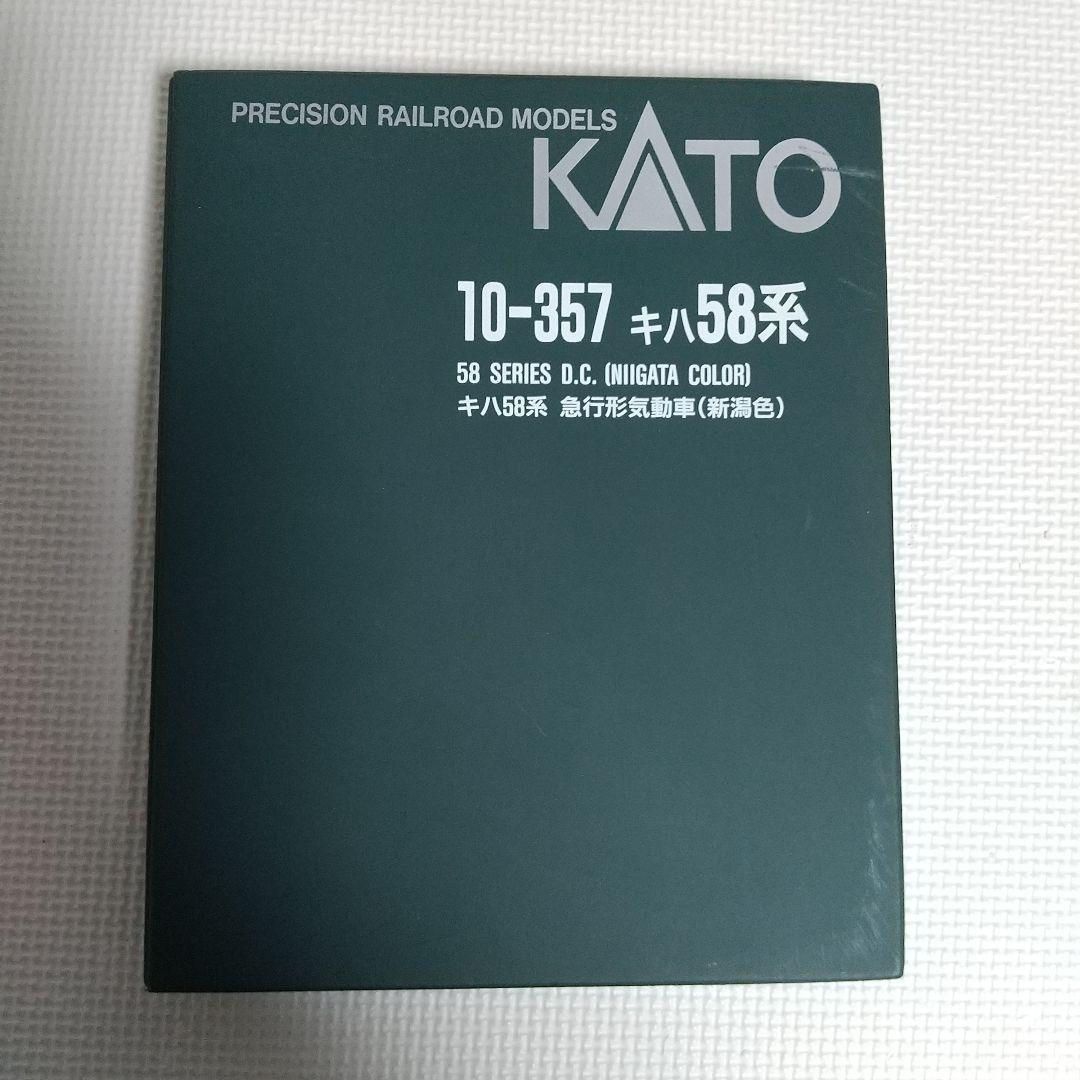 PRECISION RAILROAD MODELS
KATO
10-357 キハ58系
58 SERIES D.C. (NIIGATA COLOR)
キハ58系 急行形気動車(新潟色)